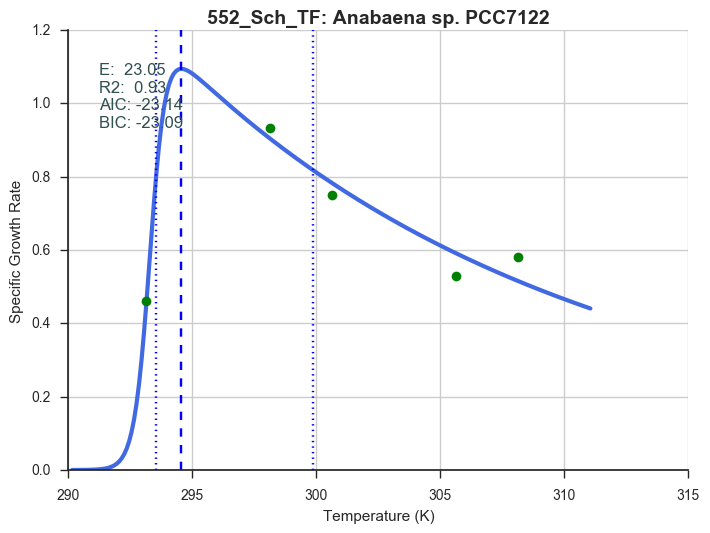 552_Sch_TF: Anabaena sp. PCC7122
E:  23.05
R2:  0.93
AIC: -23.14
BIC: -23.09
1.2
1.0
0.8
0.6
0.4
0.2
0.0
Specific Growth Rate
290 295 300 305 310 315
Temperature (K)